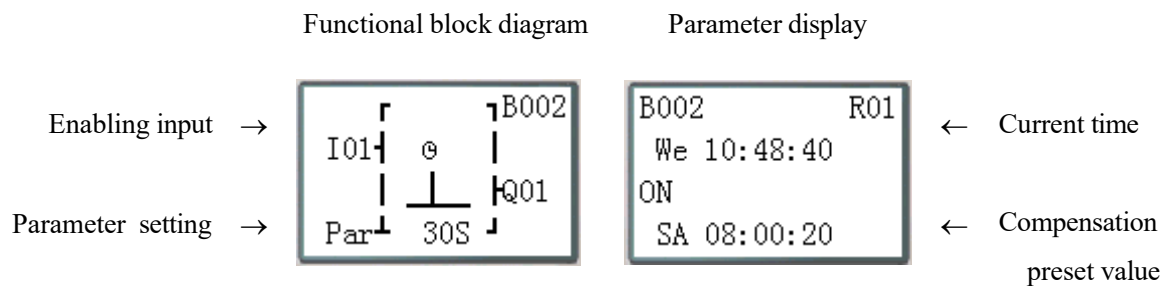 Functional block diagram Parameter display
Enabling input →
B002
I01
Q01
Parameter setting →
Par 30S
B002 R01
We 10:48:40
ON
SA 08:00:20
← Current time
← Compensation
preset value